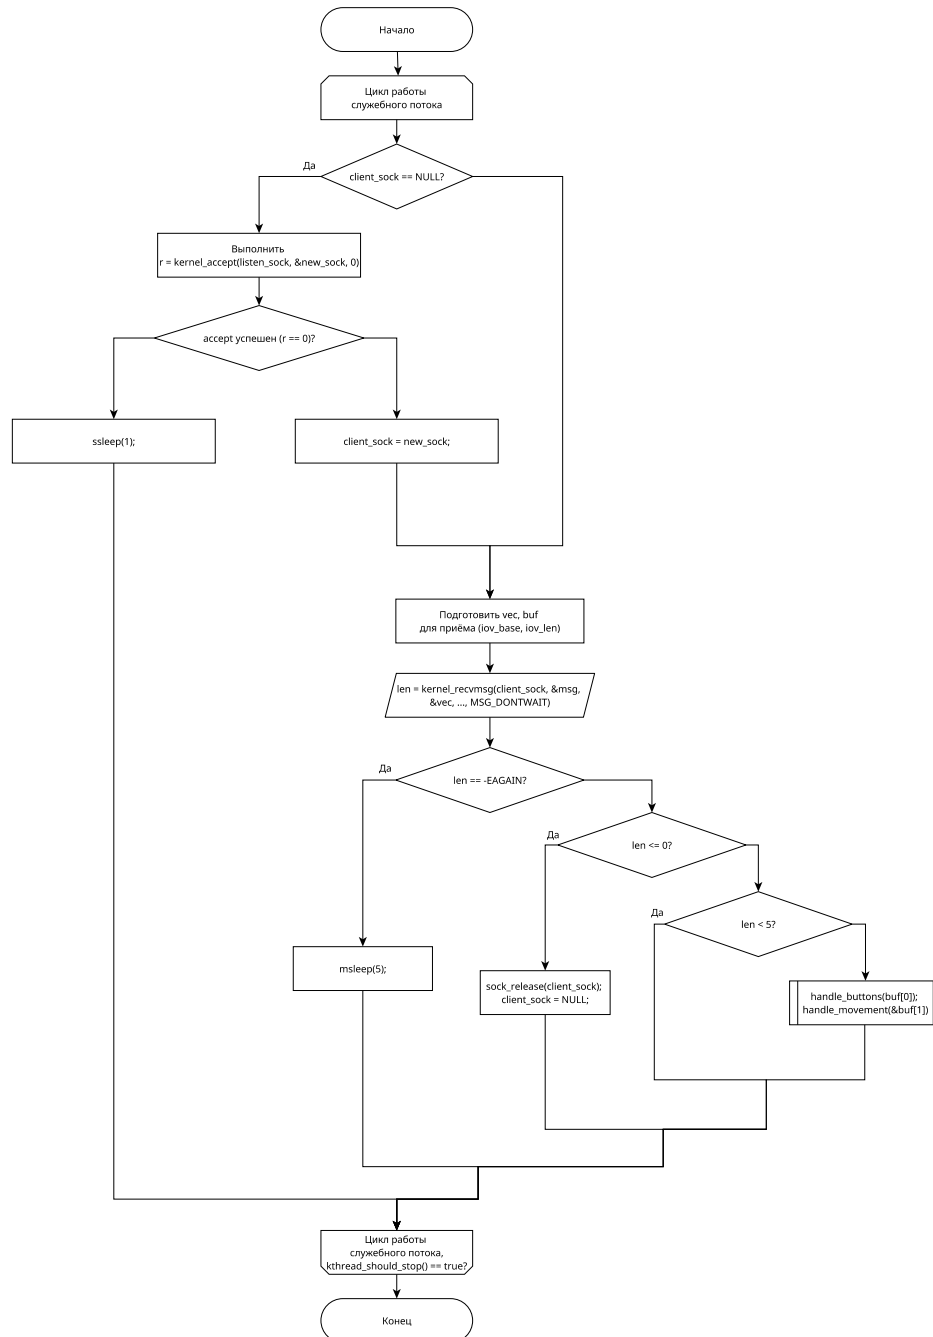 Начало
Цикл работы
служебного потока
Да
client_sock == NULL?
Выполнить
r = kernel_accept(listen_sock, &new_sock, 0)
accept успешен (r == 0)?
ssleep(1);
client_sock = new_sock;
Подготовить vec, buf
для приёма (iov_base, iov_len)
len = kernel_recvmsg(client_sock, &msg,
&vec, ..., MSG_DONTWAIT)
Да
len == -EAGAIN?
Да
len <= 0?
Да
len < 5?
msleep(5);
sock_release(client_sock);
client_sock = NULL;
handle_buttons(buf[0]);
handle_movement(&buf[1])
Цикл работы
служебного потока,
kthread_should_stop() == true?
Конец